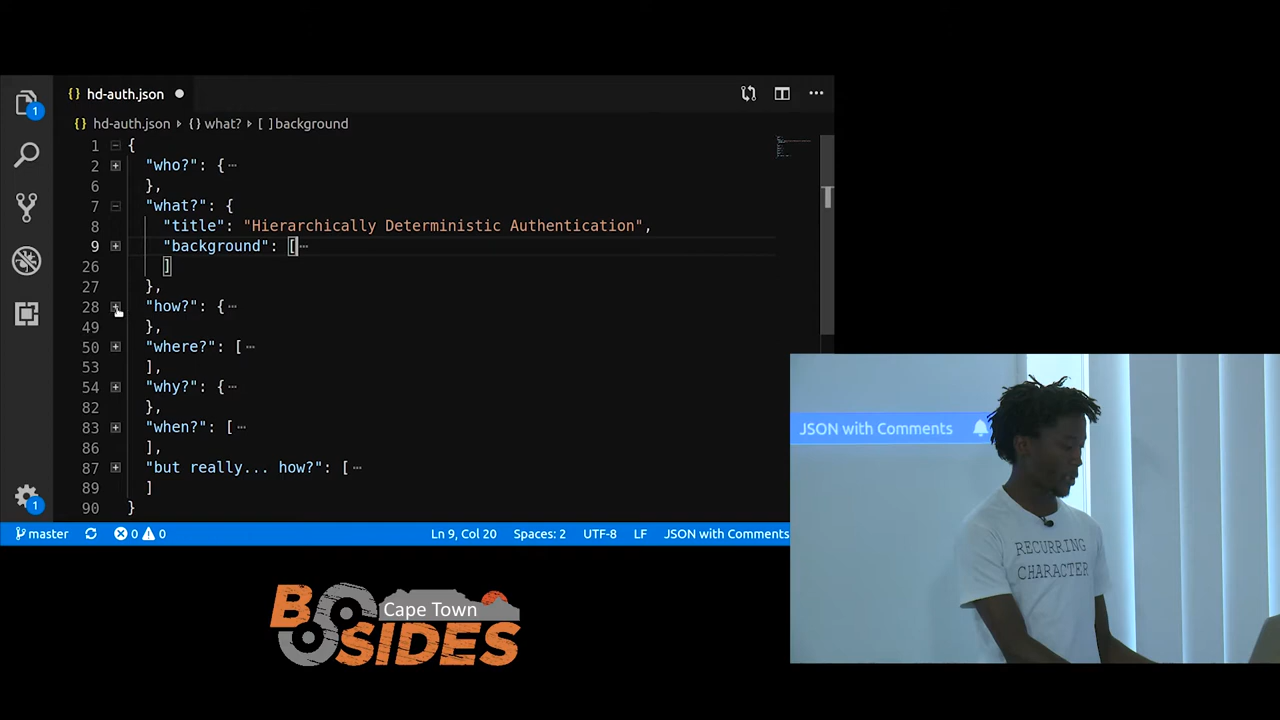 {} hd-auth.json ●
{} hd-auth.json ▸ {} what? ▸ [ ] background
1 {
2 "who?": { ⋯
6 },
7 "what?": {
8 "title": "Hierarchically Deterministic Authentication",
9 "background": [ ⋯
26 ]
27 },
28 "how?": { ⋯
49 },
50 "where?": [ ⋯
53 ],
54 "why?": { ⋯
82 },
83 "when?": [ ⋯
86 ],
87 "but really... how?": [ ⋯
89 ]
90 }
1
1
master 0 0 Ln 9, Col 20 Spaces: 2 UTF-8 LF JSON with Comments
JSON with Comments
RECURRING
CHARACTER
B
Cape Town
SIDES